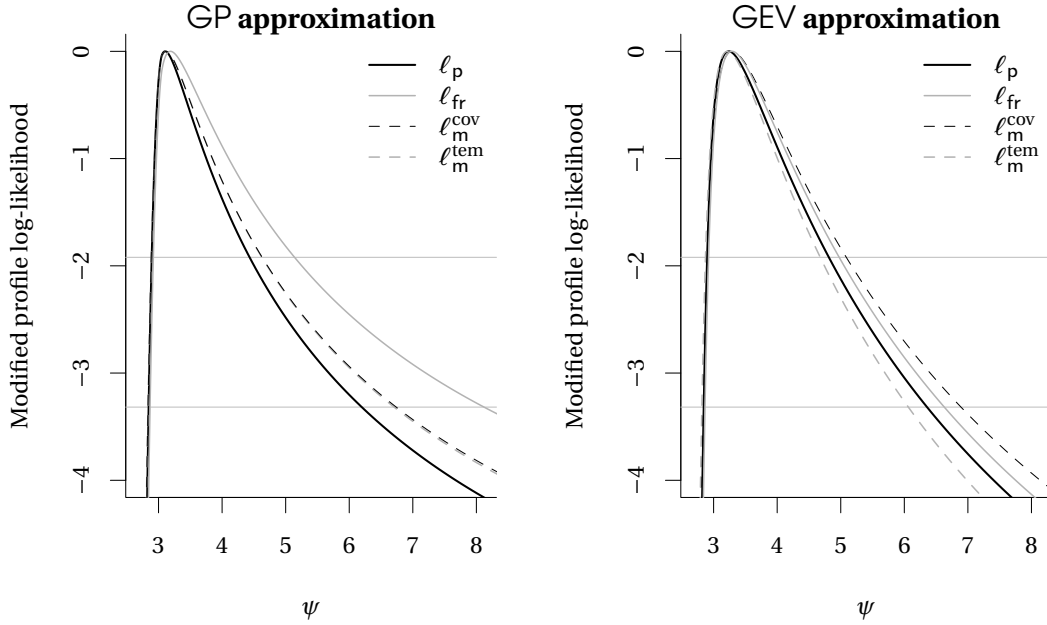 GP approximation
Modified profile log-likelihood
0
−1
−2
−3
−4
ℓp
ℓfr
ℓm^cov
ℓm^tem
3 4 5 6 7 8
ψ
GEV approximation
Modified profile log-likelihood
0
−1
−2
−3
−4
ℓp
ℓfr
ℓm^cov
ℓm^tem
3 4 5 6 7 8
ψ